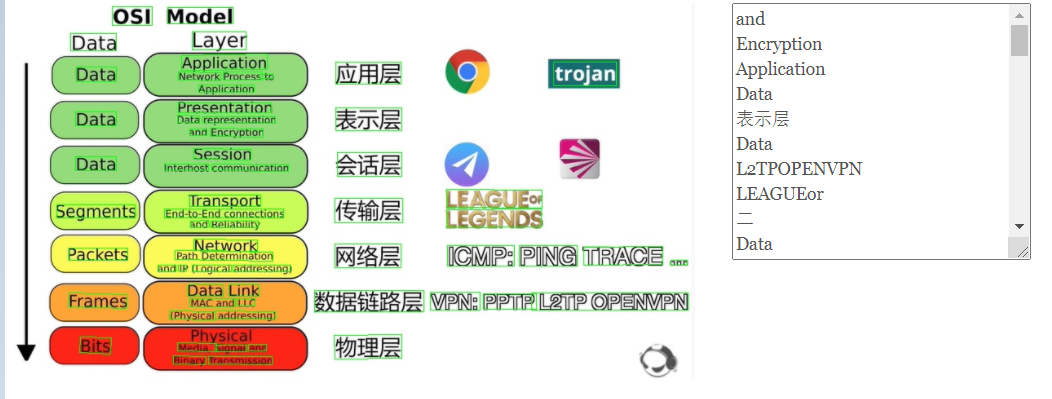 OSI Model
Data Layer
Data Application 应用层 trojan
Network Process to
Application
Data Presentation 表示层
Data representation
and Encryption
Data Session 会话层
Interhost communication
Segments Transport 传输层 LEAGUE OF
LEGENDS
End-to-End connections
and Reliability
Packets Network 网络层 ICMP: PING TRACE ...
Path Determination
and IP (Logical addressing)
Frames Data Link 数据链路层 VPN: PPTP L2TP OPENVPN
MAC and LLC
(Physical addressing)
Bits Physical 物理层
Media, Signal and
Binary Transmission
and
Encryption
Application
Data
表示层
Data
L2TPOPENVPN
LEAGUEor
二
Data